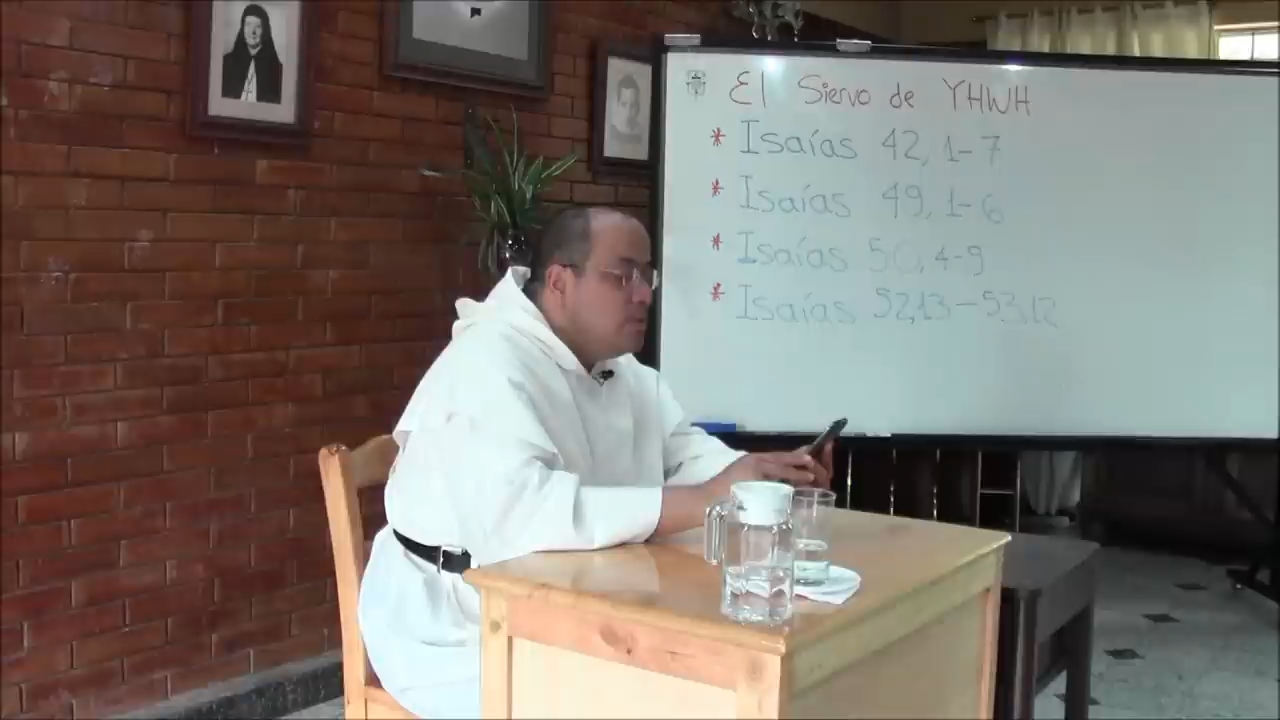 El Siervo de YHWH
* Isaías 42, 1-7
* Isaías 49, 1-6
* Isaías 50, 4-9
* Isaías 52,13-53,12